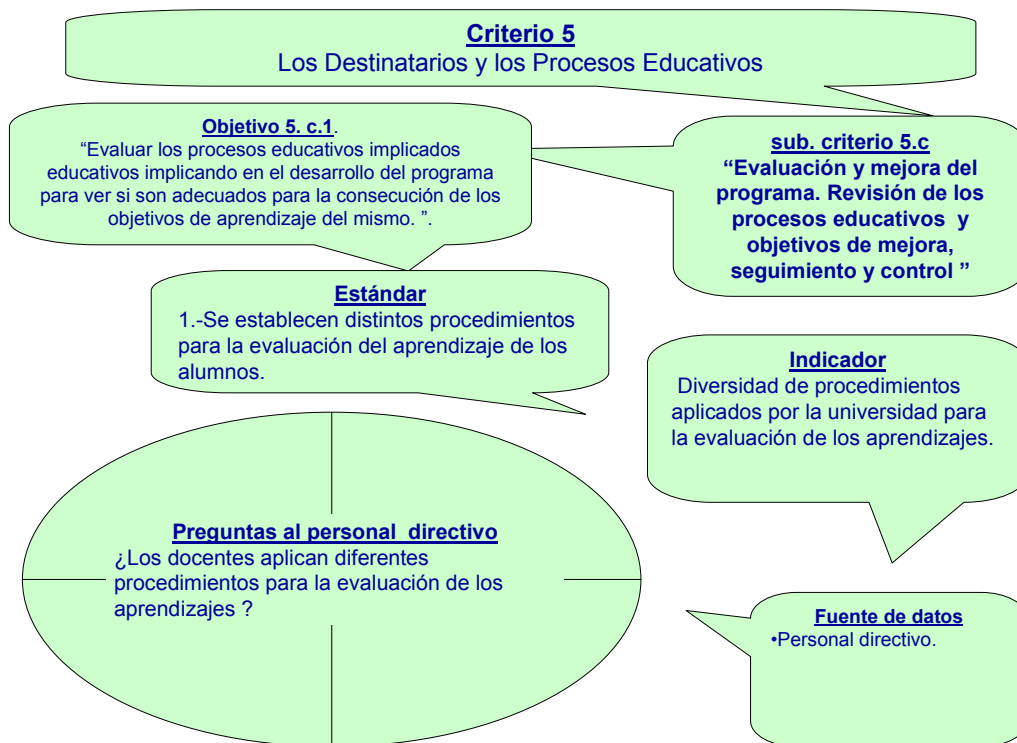 Criterio 5
Los Destinatarios y los Procesos Educativos
Objetivo 5. c.1.
“Evaluar los procesos educativos implicados
educativos implicando en el desarrollo del programa
para ver si son adecuados para la consecución de los
objetivos de aprendizaje del mismo. ”.
sub. criterio 5.c
“Evaluación y mejora del
programa. Revisión de los
procesos educativos y
objetivos de mejora,
seguimiento y control ”
Estándar
1.-Se establecen distintos procedimientos
para la evaluación del aprendizaje de los
alumnos.
Indicador
Diversidad de procedimientos
aplicados por la universidad para
la evaluación de los aprendizajes.
Preguntas al personal directivo
¿Los docentes aplican diferentes
procedimientos para la evaluación de los
aprendizajes ?
Fuente de datos
•Personal directivo.